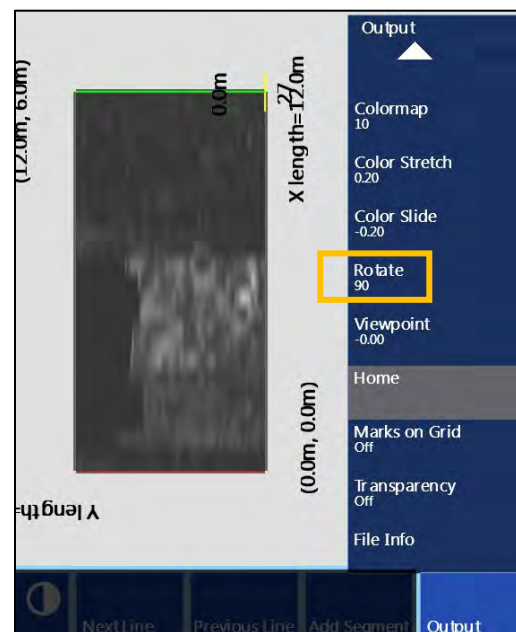 Output
Colormap
10
Color Stretch
0.20
Color Slide
-0.20
Rotate
90
Viewpoint
-0.00
Home
Marks on Grid
Off
Transparency
Off
File Info
(12.0m, 6.0m)
0.0m
27
X length=12.0m
(0.0m, 0.0m)
Y length=
Next Line
Previous Line
Add Segment
Output